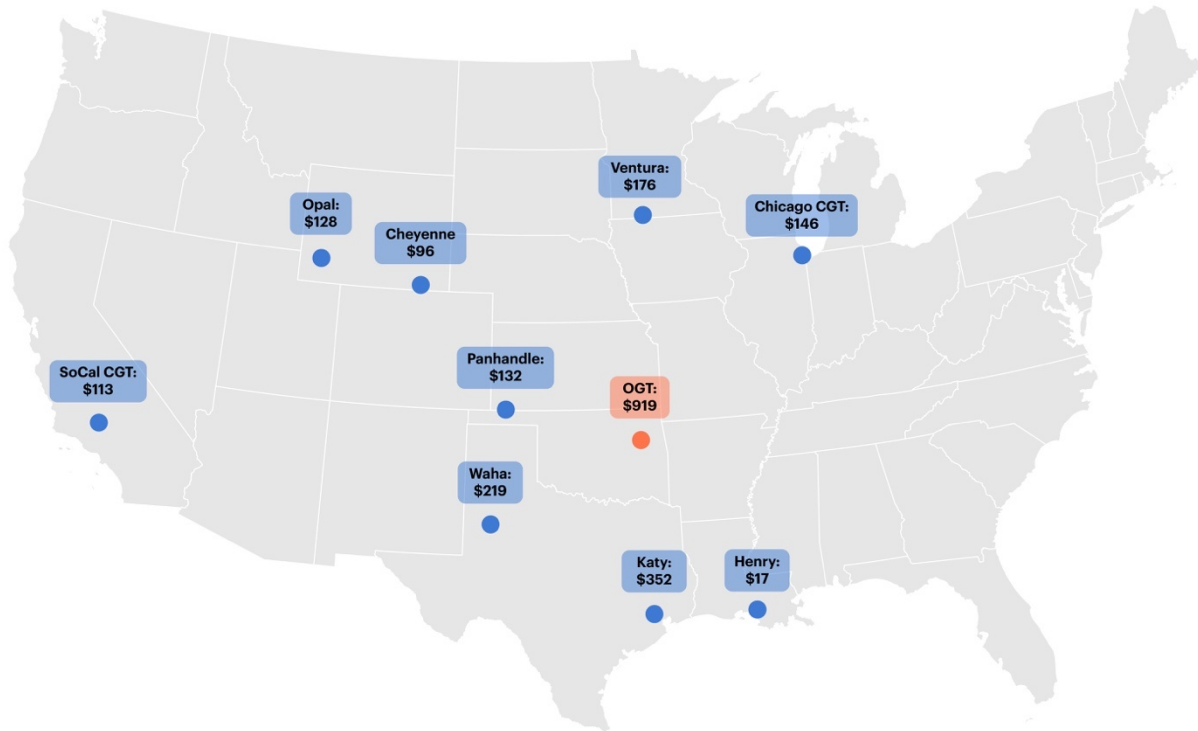 Ventura:
$176
Opal:
$128
Chicago CGT:
$146
Cheyenne
$96
Panhandle:
$132
SoCal CGT:
$113
OGT:
$919
Waha:
$219
Katy:
$352
Henry:
$17